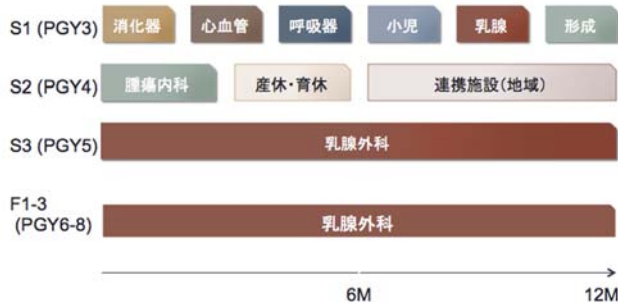 S1 (PGY3) 消化器 心血管 呼吸器 小児 乳腺 形成
S2 (PGY4) 腫瘍内科 産休・育休 連携施設(地域)
S3 (PGY5) 乳腺外科
F1-3
(PGY6-8) 乳腺外科
6M 12M